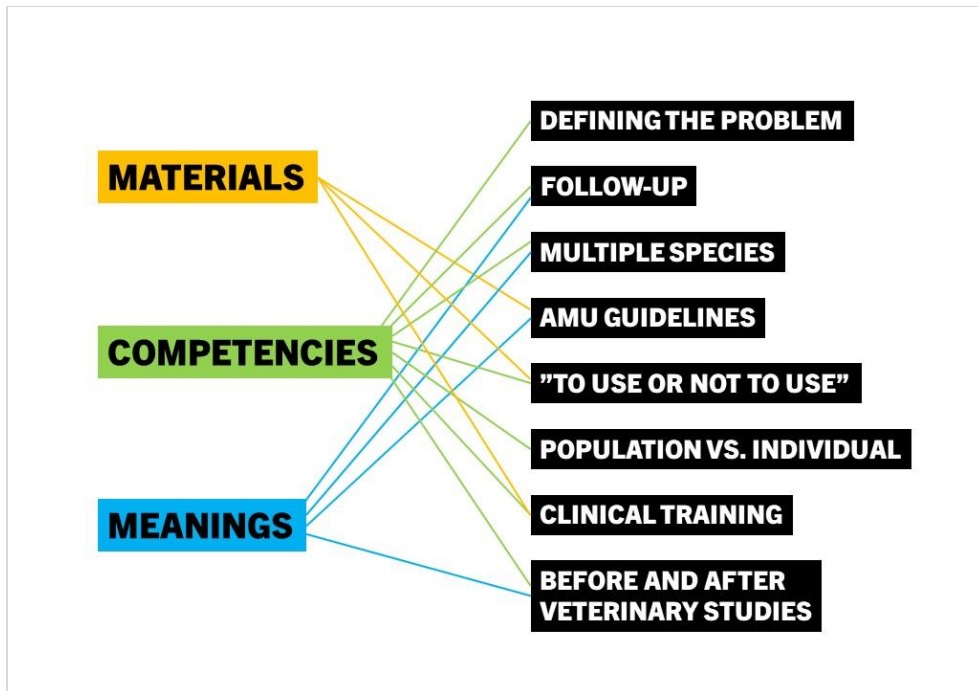 MATERIALS
COMPETENCIES
MEANINGS
DEFINING THE PROBLEM
FOLLOW-UP
MULTIPLE SPECIES
AMU GUIDELINES
”TO USE OR NOT TO USE”
POPULATION VS. INDIVIDUAL
CLINICAL TRAINING
BEFORE AND AFTER
VETERINARY STUDIES